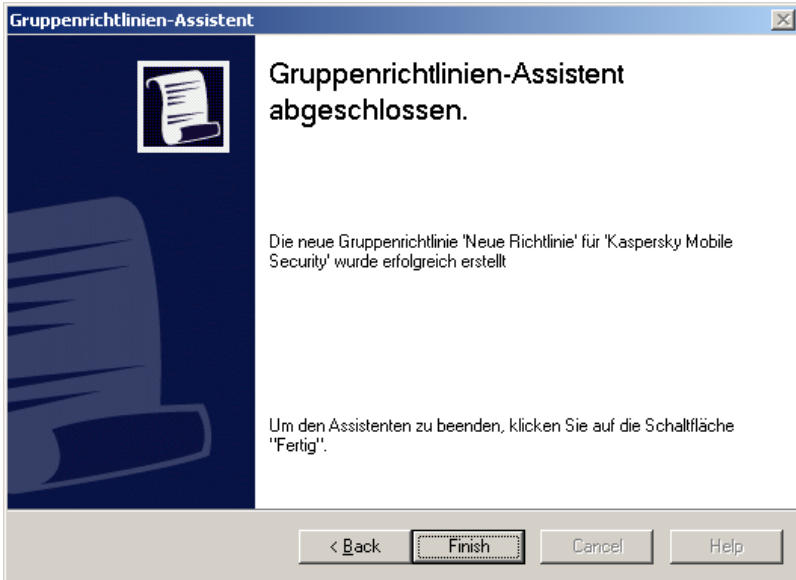 Gruppenrichtlinien-Assistent
Gruppenrichtlinien-Assistent
abgeschlossen.
Die neue Gruppenrichtlinie 'Neue Richtlinie' für 'Kaspersky Mobile
Security' wurde erfolgreich erstellt
Um den Assistenten zu beenden, klicken Sie auf die Schaltfläche
"Fertig".
< Back Finish Cancel Help